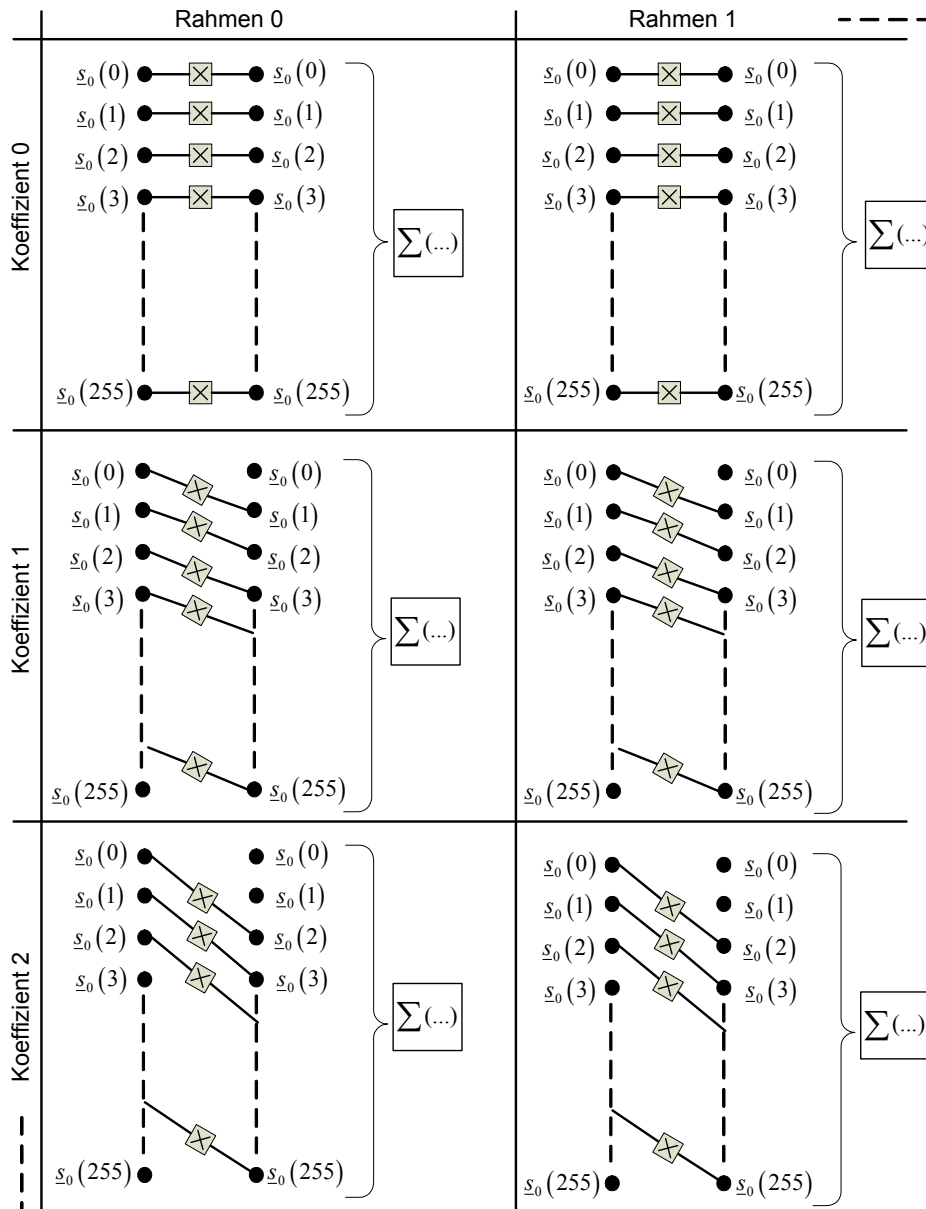 Rahmen 0 Rahmen 1
Koeffizient 0
s₀(0) s₀(0) s₀(0) s₀(0)
s₀(1) s₀(1) s₀(1) s₀(1)
s₀(2) s₀(2) s₀(2) s₀(2)
s₀(3) s₀(3) s₀(3) s₀(3)
∑(...) ∑(...)
s₀(255) s₀(255) s₀(255) s₀(255)
Koeffizient 1
s₀(0) s₀(0) s₀(0) s₀(0)
s₀(1) s₀(1) s₀(1) s₀(1)
s₀(2) s₀(2) s₀(2) s₀(2)
s₀(3) s₀(3) s₀(3) s₀(3)
∑(...) ∑(...)
s₀(255) s₀(255) s₀(255) s₀(255)
Koeffizient 2
s₀(0) s₀(0) s₀(0) s₀(0)
s₀(1) s₀(1) s₀(1) s₀(1)
s₀(2) s₀(2) s₀(2) s₀(2)
s₀(3) s₀(3) s₀(3) s₀(3)
∑(...) ∑(...)
s₀(255) s₀(255) s₀(255) s₀(255)